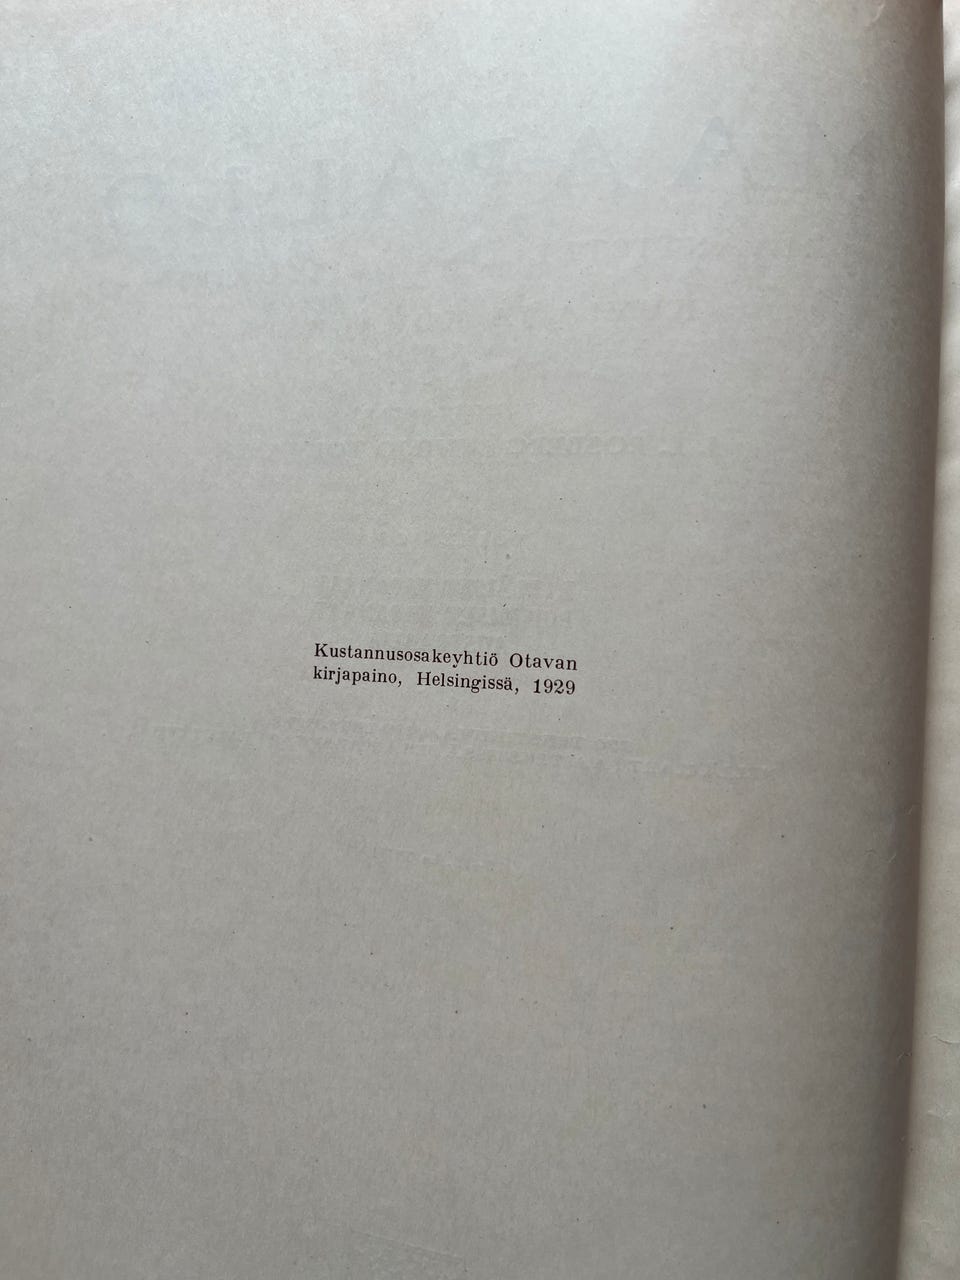 Kustannusosakeyhtiö Otavan
kirjapaino, Helsingissä, 1929